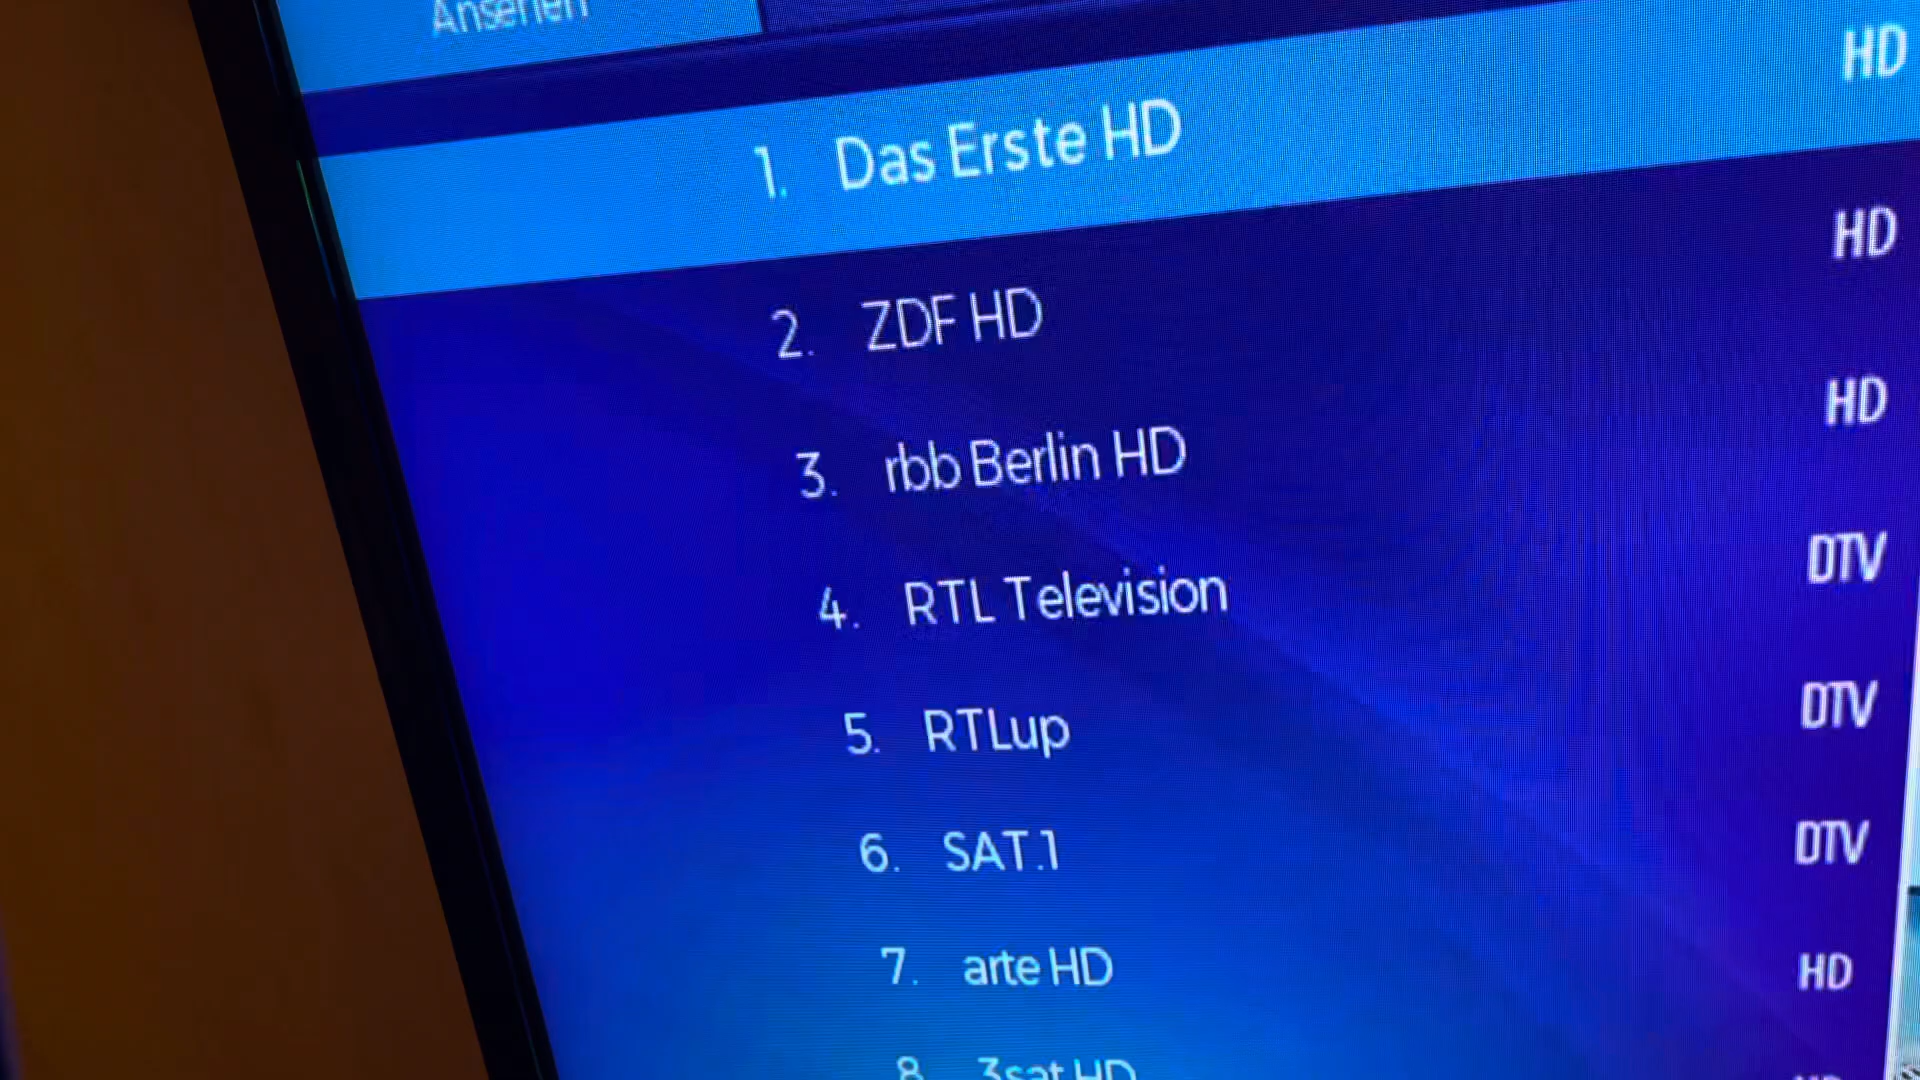 Ansehen
HD
1. Das Erste HD
HD
2. ZDF HD
HD
3. rbb Berlin HD
DTV
4. RTL Television
DTV
5. RTLup
DTV
6. SAT.1
HD
7. arte HD
8. 3sat HD
HD